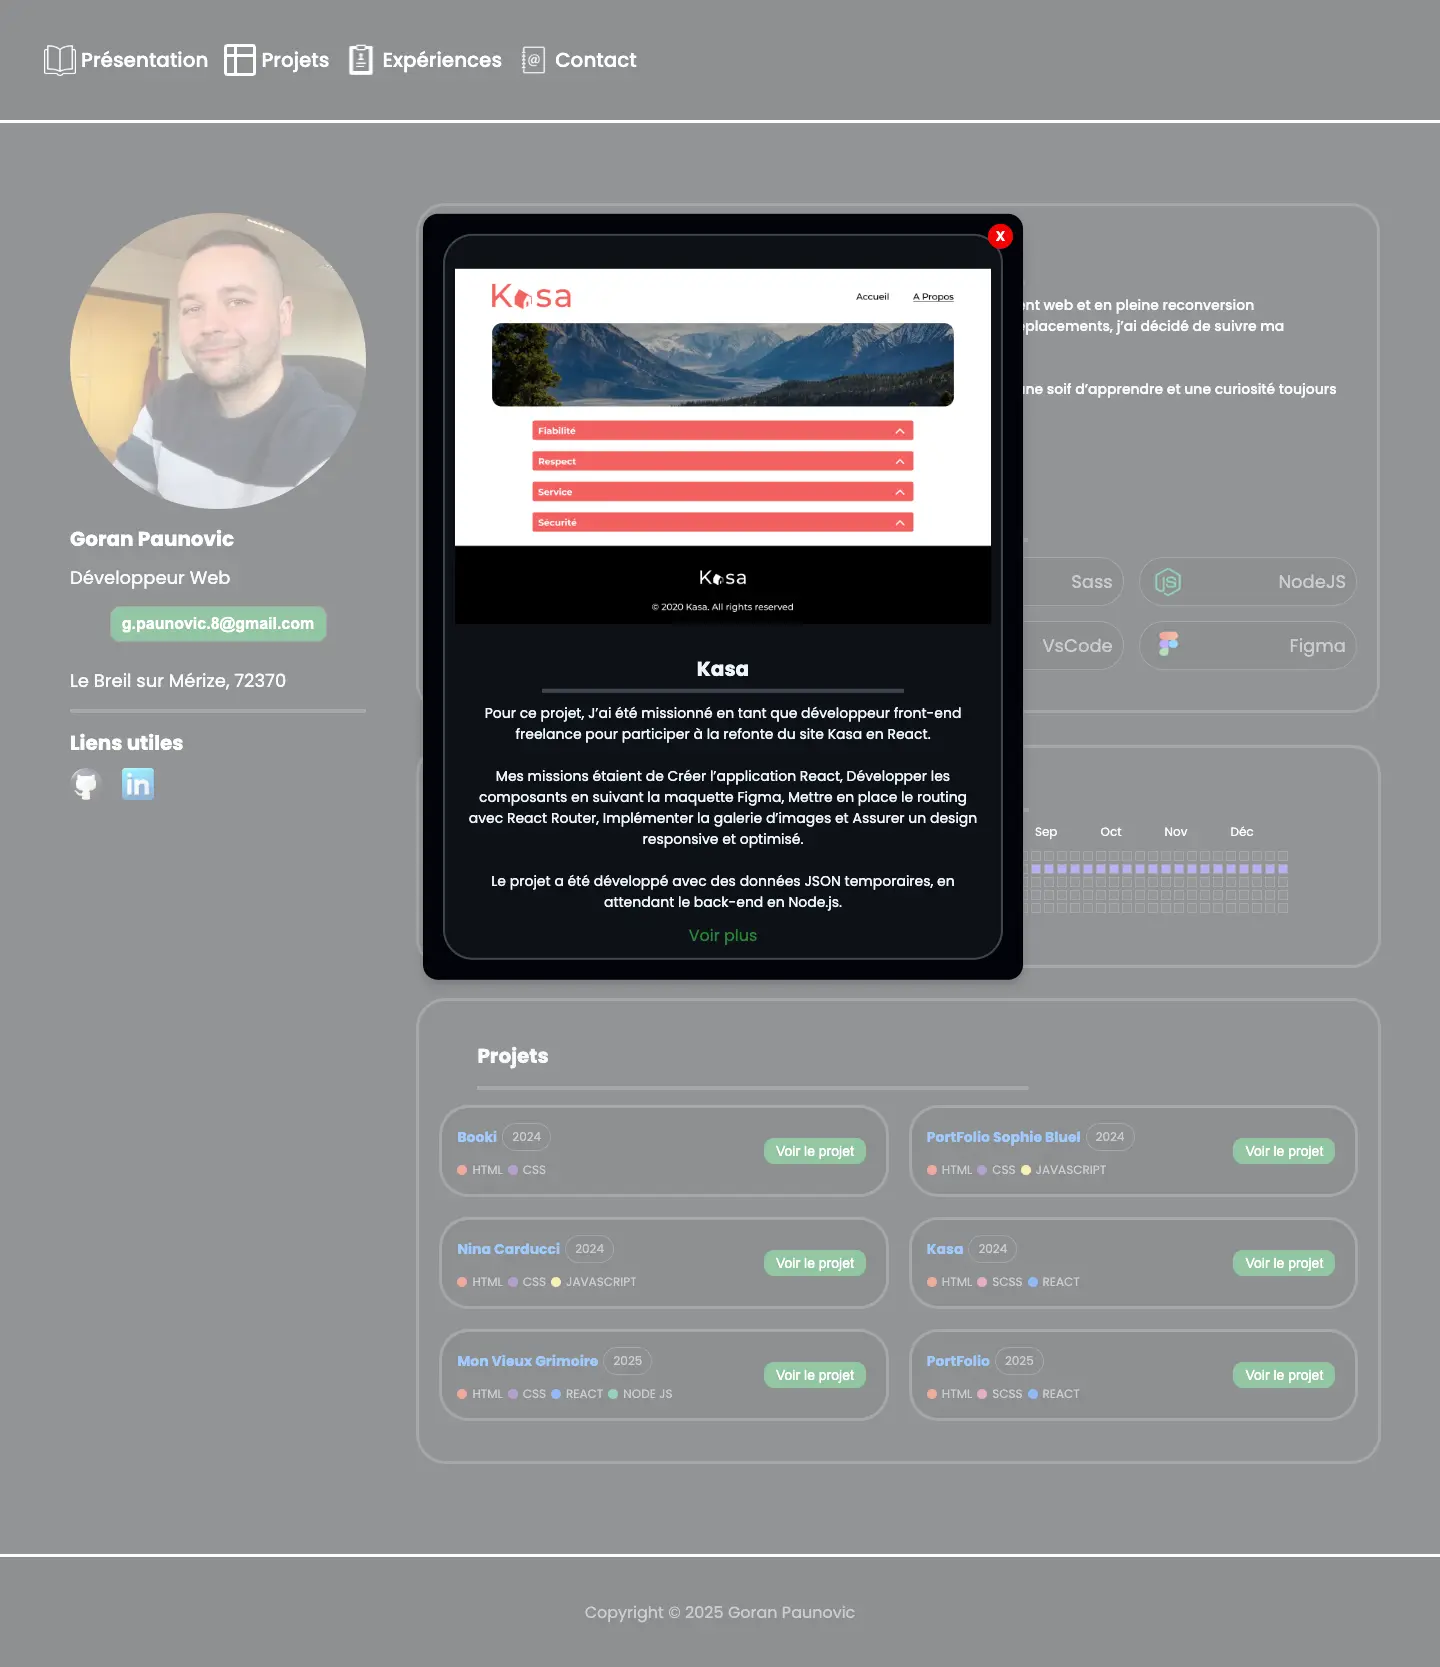 Présentation
Projets
Expériences
Contact
Goran Paunovic
Développeur Web
g.paunovic.8@gmail.com
Le Breil sur Mérize, 72370
Liens utiles
in
X
Kasa
Accueil
A Propos
Fiabilité
Respect
Service
Sécurité
Kasa
© 2020 Kasa. All rights reserved
Kasa
Pour ce projet, J'ai été missionné en tant que développeur front-end
freelance pour participer à la refonte du site Kasa en React.
Mes missions étaient de Créer l'application React, Développer les
composants en suivant la maquette Figma, Mettre en place le routing
avec React Router, Implémenter la galerie d'images et Assurer un design
responsive et optimisé.
Le projet a été développé avec des données JSON temporaires, en
attendant le back-end en Node.js.
Voir plus
web et en pleine reconversion
j'ai décidé de suivre ma
soif d'apprendre et une curiosité toujours
Sass
NodeJS
VsCode
Figma
Sep
Oct
Nov
Déc
Projets
Booki 2024
HTML CSS
Voir le projet
PortFolio Sophie Bluel 2024
HTML CSS JAVASCRIPT
Voir le projet
Nina Carducci 2024
HTML CSS JAVASCRIPT
Voir le projet
Kasa 2024
HTML SCSS REACT
Voir le projet
Mon Vieux Grimoire 2025
HTML CSS REACT NODE JS
Voir le projet
PortFolio 2025
HTML SCSS REACT
Voir le projet
Copyright © 2025 Goran Paunovic